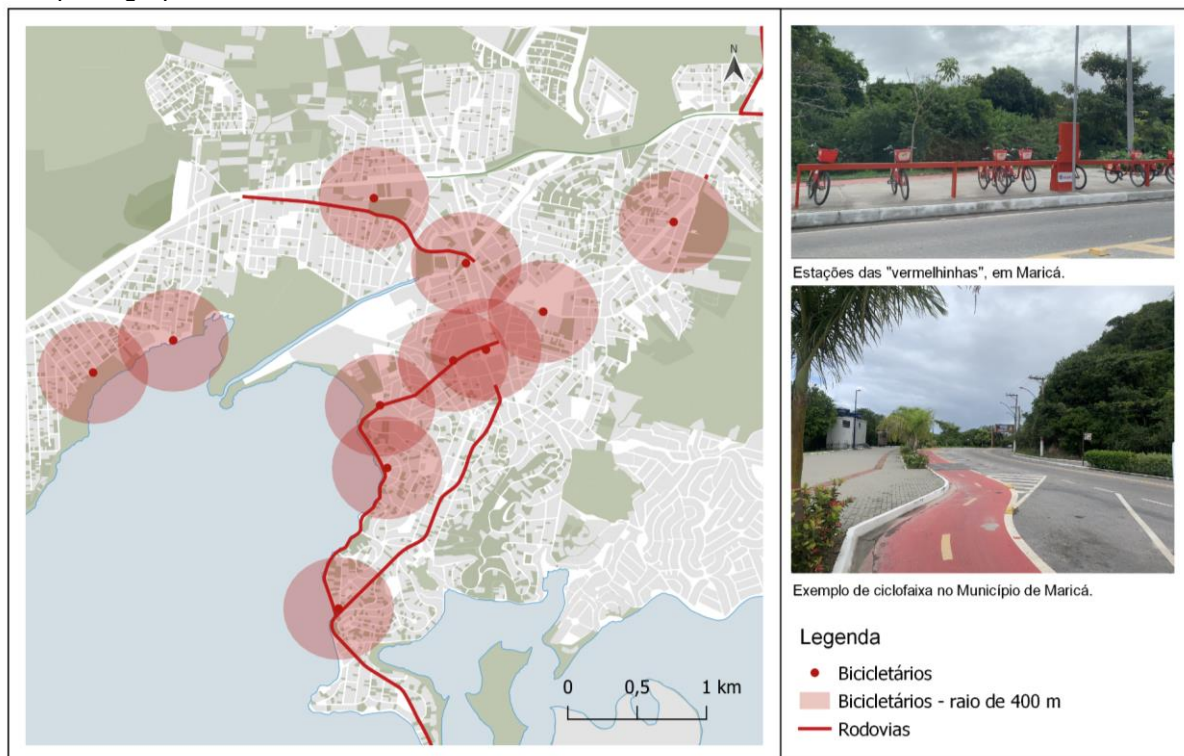 N
0 0,5 1 km
Estações das "vermelhinhas", em Maricá.
Exemplo de ciclofaixa no Município de Maricá.
Legenda
Bicicletários
Bicicletários - raio de 400 m
Rodovias